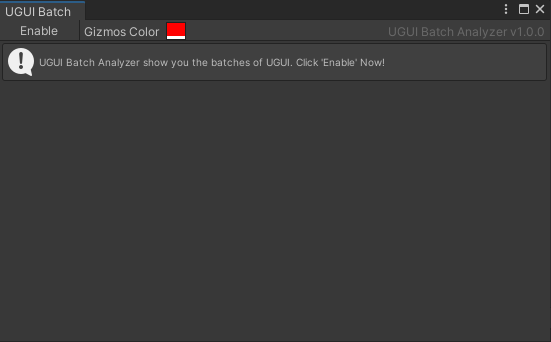 UGUI Batch
Enable
Gizmos Color
UGUI Batch Analyzer v1.0.0
UGUI Batch Analyzer show you the batches of UGUI. Click 'Enable' Now!